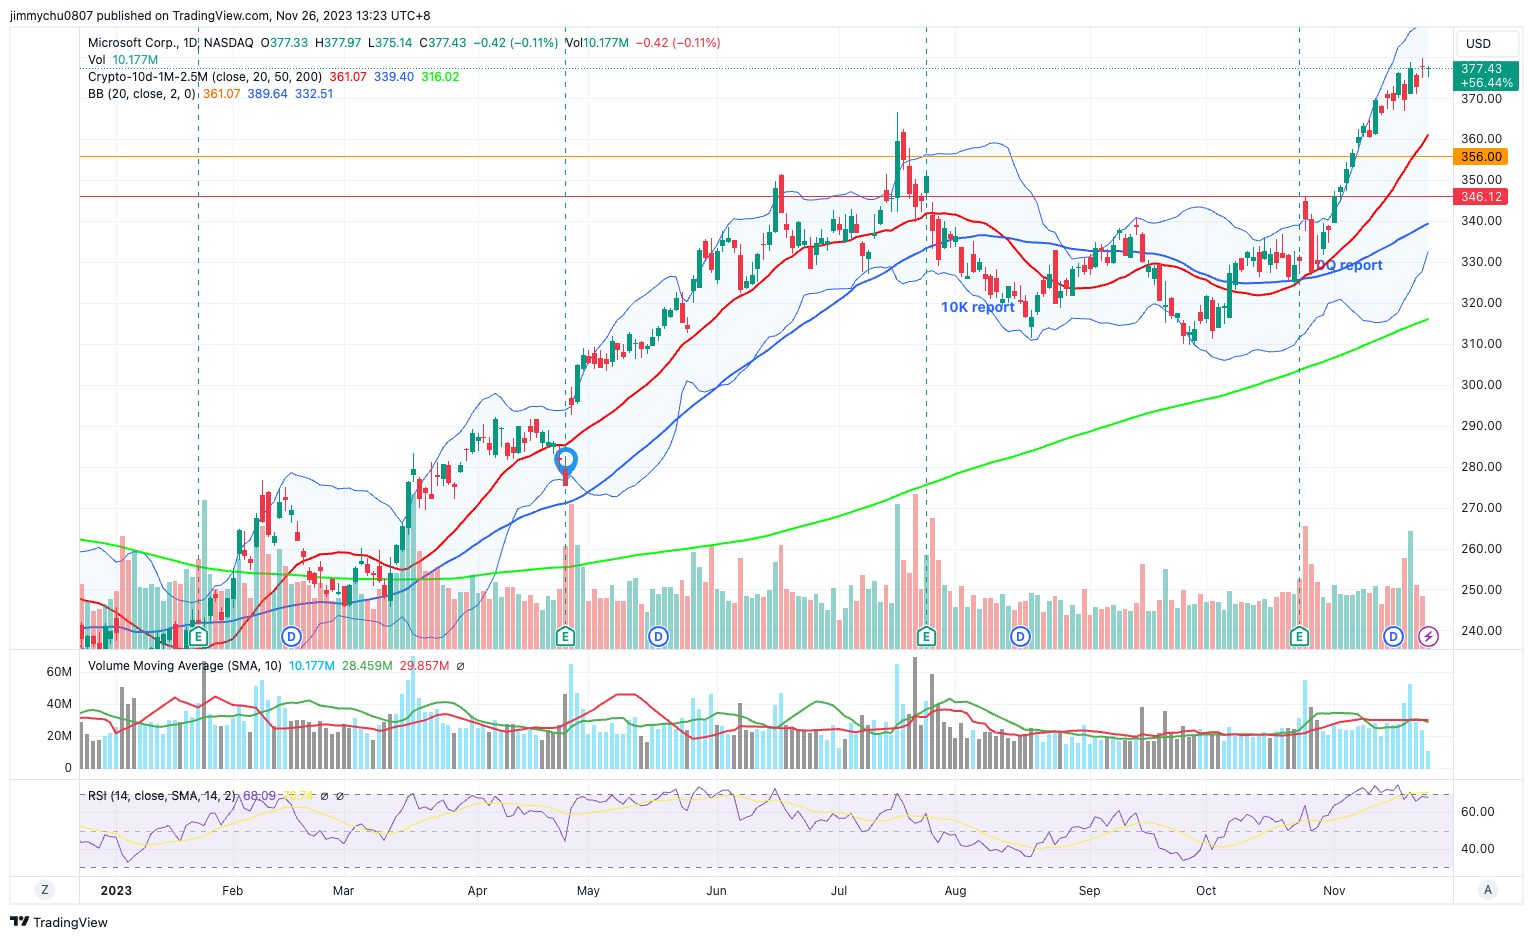 jimmychu0807 published on TradingView.com, Nov 26, 2023 13:23 UTC+8
Microsoft Corp., 1D, NASDAQ O377.33 H377.97 L375.14 C377.43 −0.42 (−0.11%) Vol10.177M −0.42 (−0.11%)
Vol 10.177M
Crypto-10d-1M-2.5M (close, 20, 50, 200) 361.07 339.40 316.02
BB (20, close, 2, 0) 361.07 389.64 332.51
USD
377.43
+56.44%
370.00
360.00
356.00
350.00
346.12
340.00
330.00
320.00
310.00
300.00
290.00
280.00
270.00
260.00
250.00
240.00
10K report
report
E D E D E D E D
Volume Moving Average (SMA, 10) 10.177M 28.459M 29.857M ∅
60M
40M
20M
0
RSI (14, close, SMA, 14, 2) 68.09 70.74 ∅ ∅
60.00
40.00
Z 2023 Feb Mar Apr May Jun Jul Aug Sep Oct Nov A
TradingView